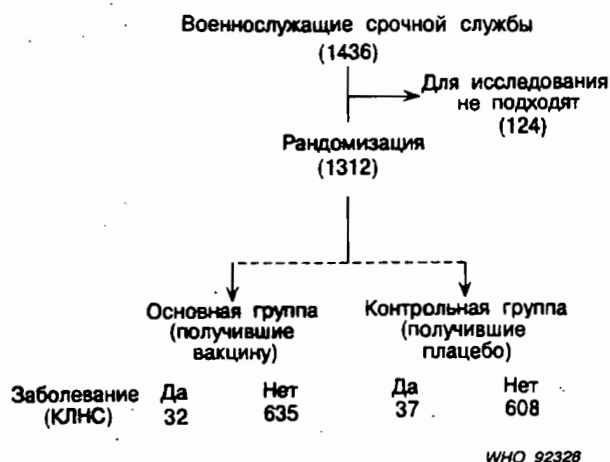 Военнослужащие срочной службы
(1436)
Для исследования
не подходят
(124)
Рандомизация
(1312)
Основная группа
(получившие
вакцину)
Контрольная группа
(получившие
плацебо)
Заболевание
(КЛНС)
Да
32
Нет
635
Да
37
Нет
608
WHO 92326